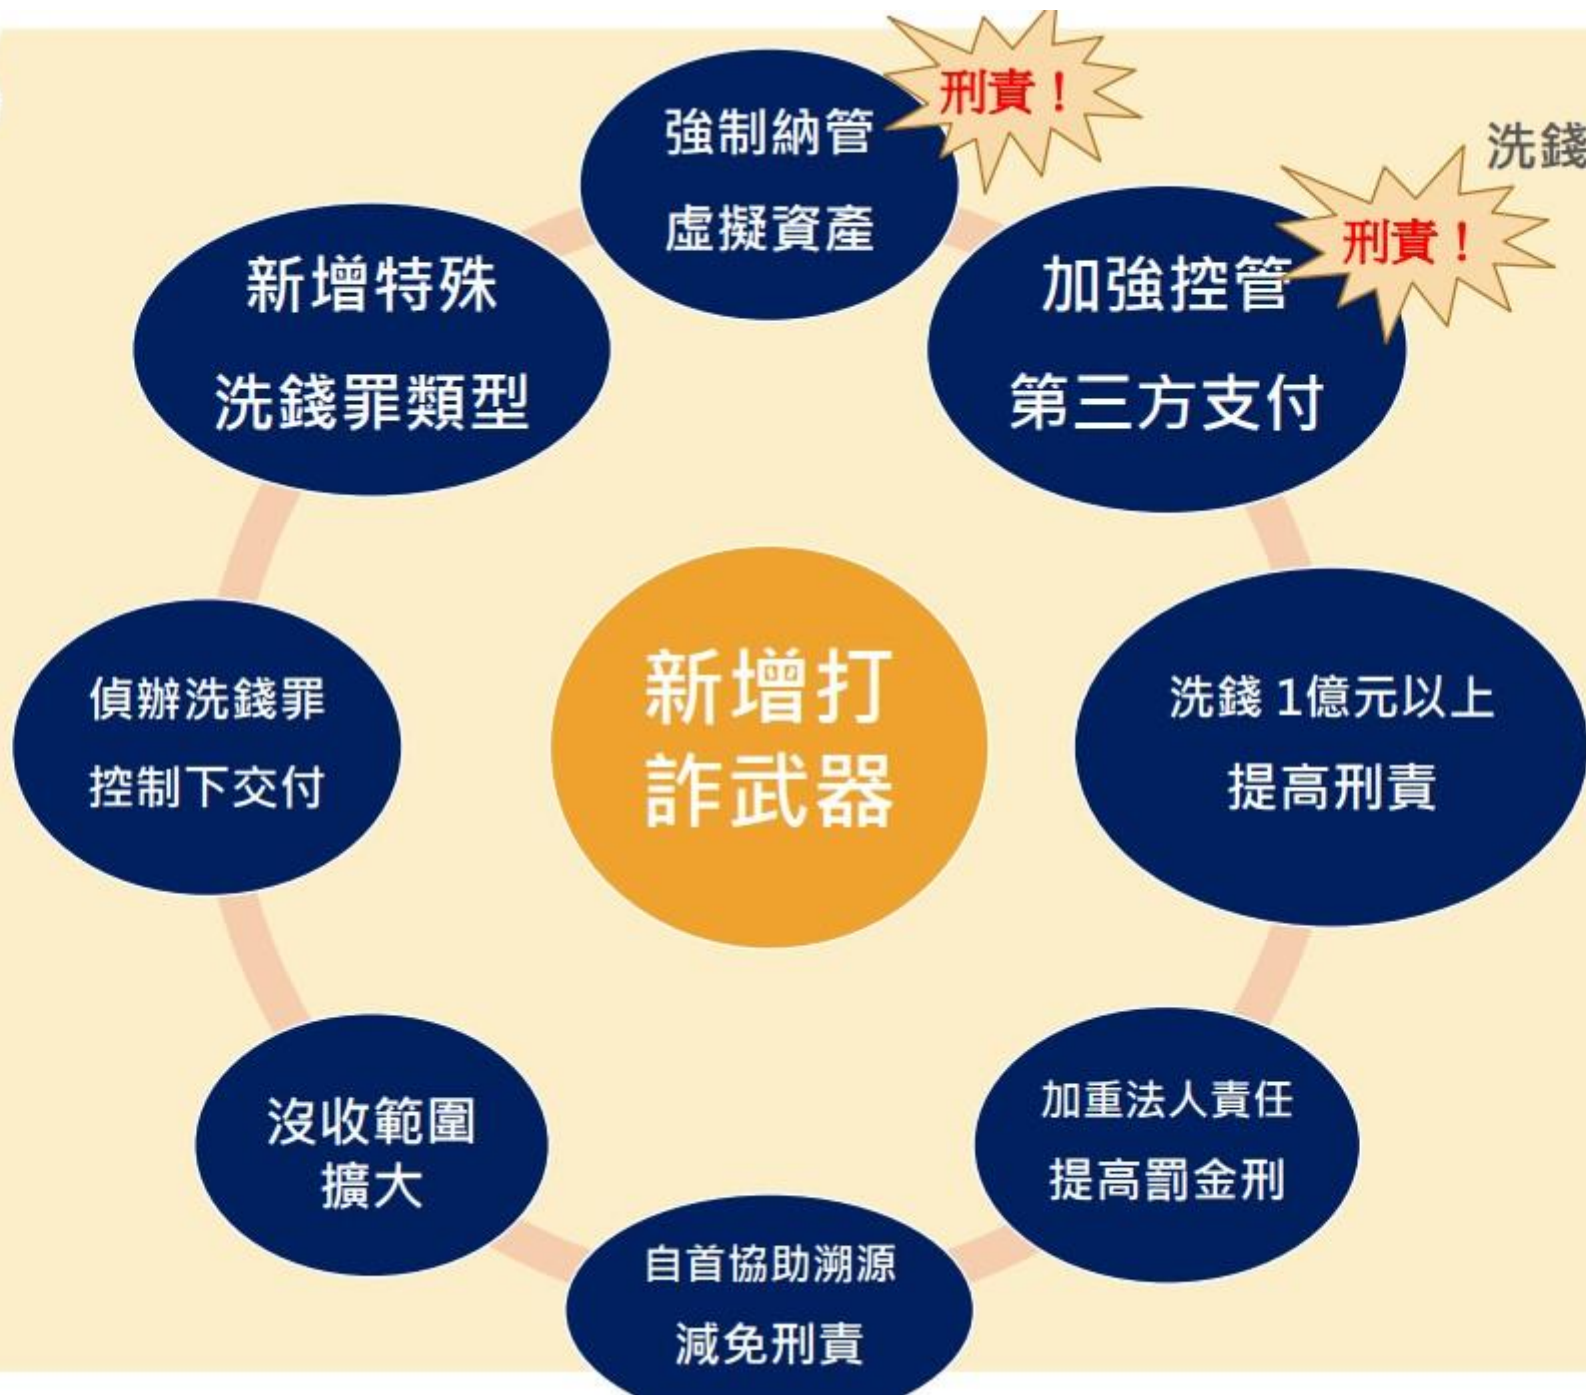 強制納管
虛擬資產
刑責！
洗錢
加強控管
第三方支付
刑責！
洗錢 1億元以上
提高刑責
加重法人責任
提高罰金刑
自首協助溯源
減免刑責
沒收範圍
擴大
偵辦洗錢罪
控制下交付
新增特殊
洗錢罪類型
新增打
詐武器